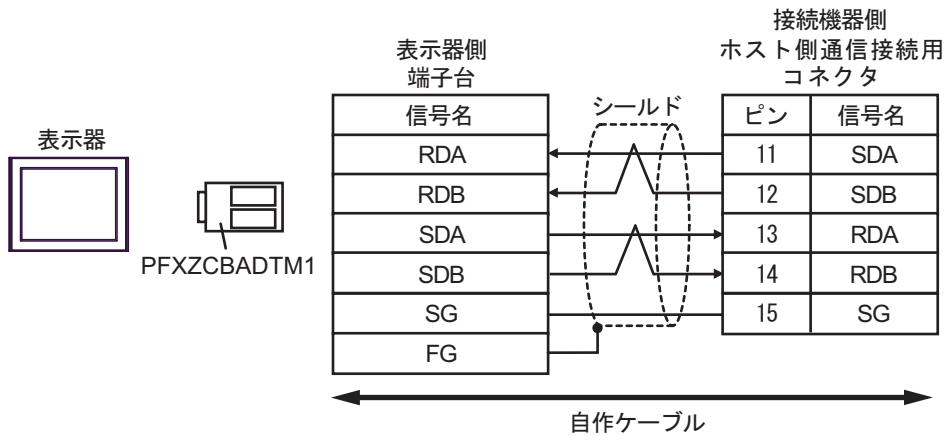 接続機器側
ホスト側通信接続用
コネクタ
表示器側
端子台
表示器
PFXZCBADTM1
シールド
信号名
ピン 信号名
RDA 11 SDA
RDB 12 SDB
SDA 13 RDA
SDB 14 RDB
SG 15 SG
FG
自作ケーブル